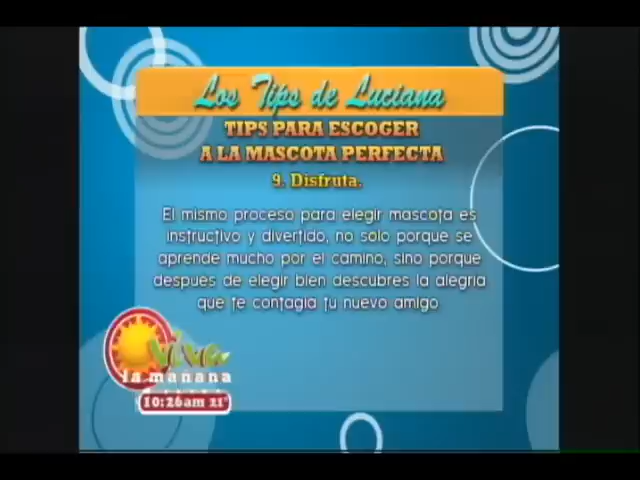 Los Tips de Luciana
TIPS PARA ESCOGER
A LA MASCOTA PERFECTA
9. Disfruta.
El mismo proceso para elegir mascota es
instructivo y divertido, no solo porque se
aprende mucho por el camino, sino porque
despues de elegir bien descubres la alegria
que te contagia tu nuevo amigo
Viva
la mañana
10:26am 21°